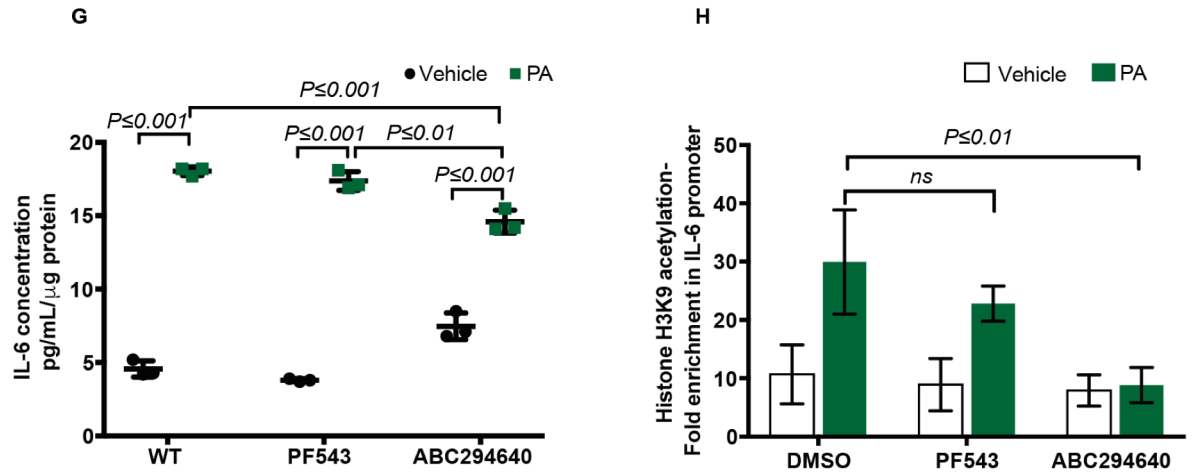 G
Vehicle PA
P≤0.001
P≤0.001
P≤0.001
P≤0.01
P≤0.001
IL-6 concentration
pg/mL/μg protein
20
15
10
5
0
WT PF543 ABC294640
H
Vehicle PA
P≤0.01
ns
Histone H3K9 acetylation-
Fold enrichment in IL-6 promoter
50
40
30
20
10
0
DMSO PF543 ABC294640